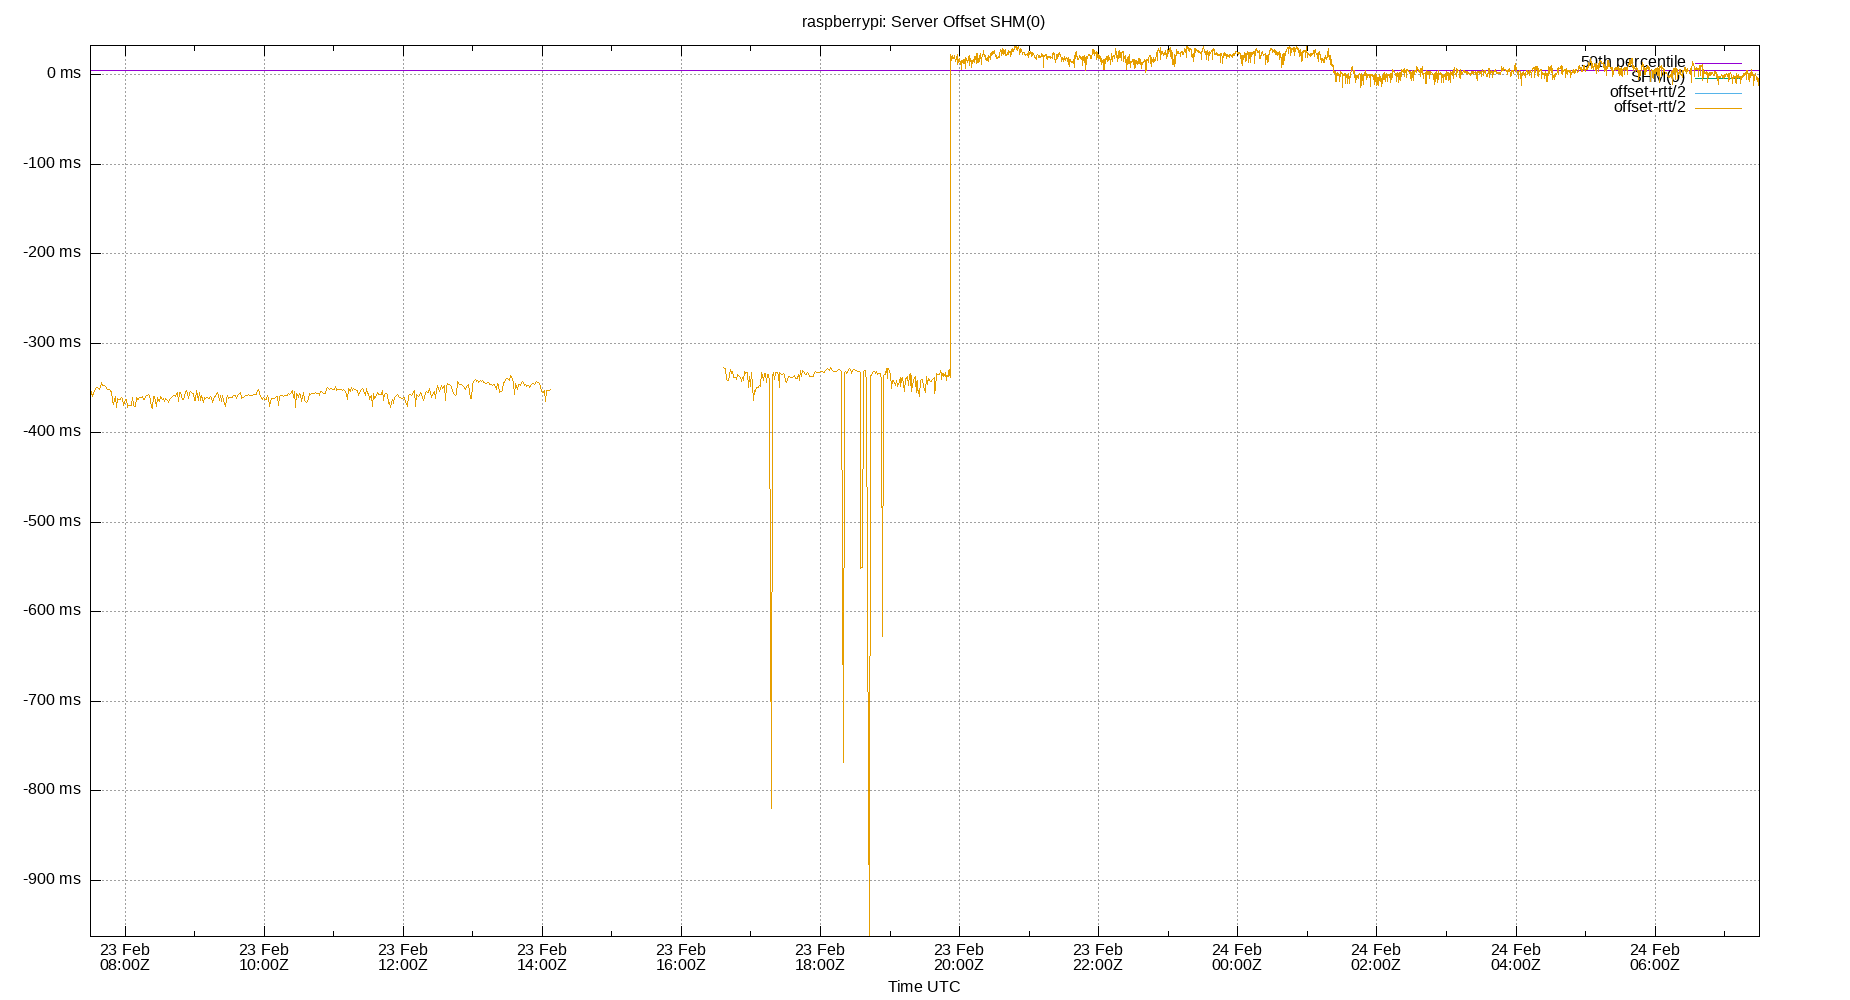 raspberrypi: Server Offset SHM(0)
0 ms
-100 ms
-200 ms
-300 ms
-400 ms
-500 ms
-600 ms
-700 ms
-800 ms
-900 ms
50th percentile
SHM(0)
offset+rtt/2
offset-rtt/2
23 Feb 23 Feb 23 Feb 23 Feb 23 Feb 23 Feb 23 Feb 23 Feb 24 Feb 24 Feb 24 Feb 24 Feb
08:00Z 10:00Z 12:00Z 14:00Z 16:00Z 18:00Z 20:00Z 22:00Z 00:00Z 02:00Z 04:00Z 06:00Z
Time UTC